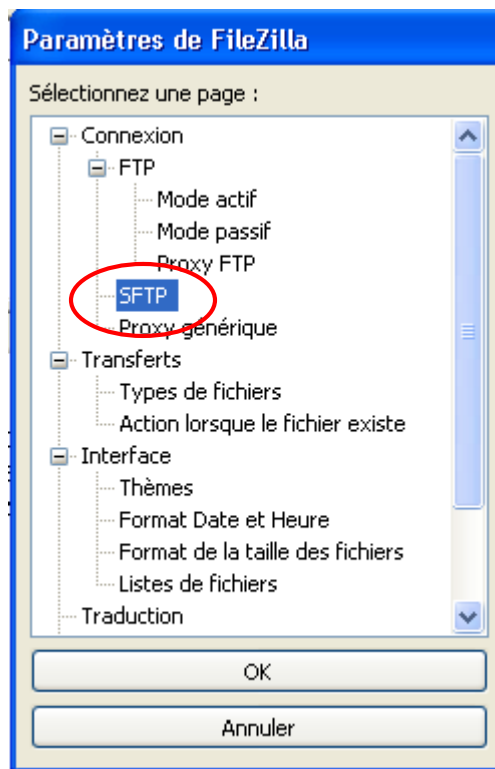 Paramètres de FileZilla
Sélectionnez une page :
Connexion
FTP
Mode actif
Mode passif
Proxy FTP
SFTP
Proxy générique
Transferts
Types de fichiers
Action lorsque le fichier existe
Interface
Thèmes
Format Date et Heure
Format de la taille des fichiers
Listes de fichiers
Traduction
OK
Annuler